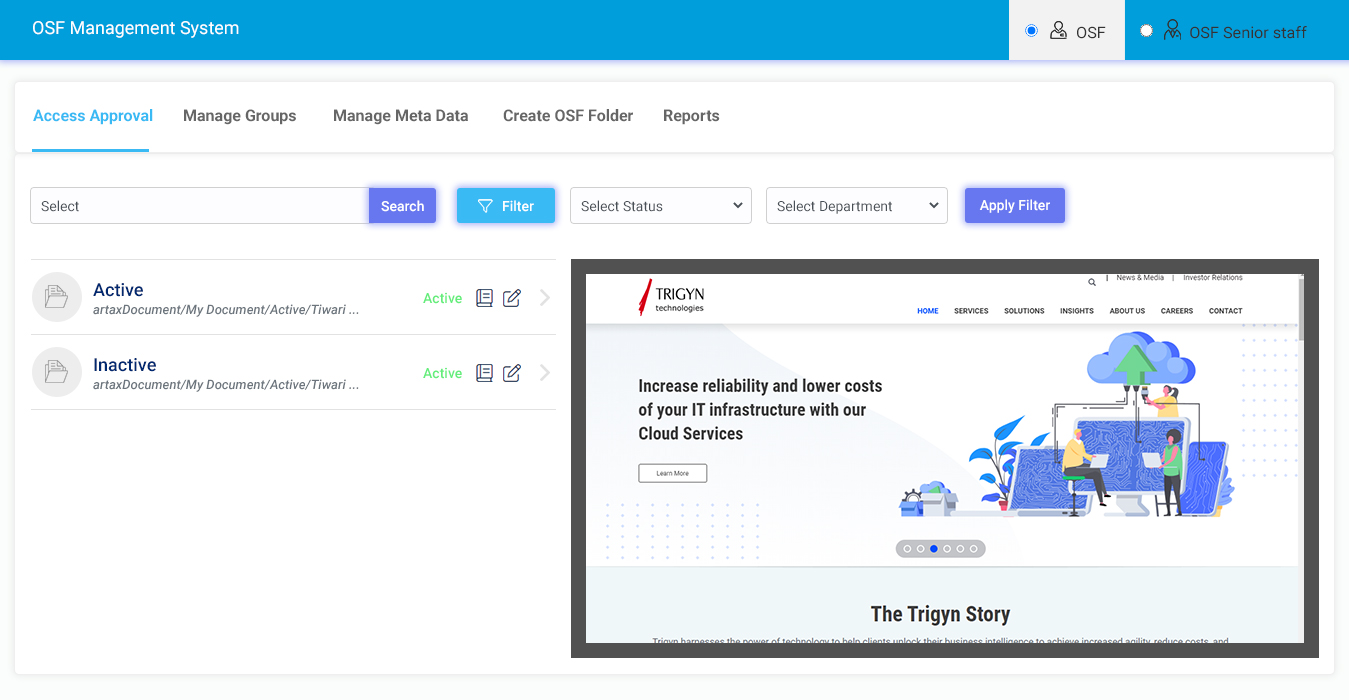 OSF Management System
OSF
OSF Senior staff
Access Approval
Manage Groups
Manage Meta Data
Create OSF Folder
Reports
Select
Search
Filter
Select Status
Select Department
Apply Filter
Active
artaxDocument/My Document/Active/Tiwari ...
Active
Inactive
artaxDocument/My Document/Active/Tiwari ...
Active
| News & Media | Investor Relations
TRIGYN
technologies
HOME SERVICES SOLUTIONS INSIGHTS ABOUT US CAREERS CONTACT
Increase reliability and lower costs
of your IT infrastructure with our
Cloud Services
Learn More
The Trigyn Story
Trigyn harnesses the power of technology to help clients unlock their business intelligence to achieve increased agility, reduce costs, and